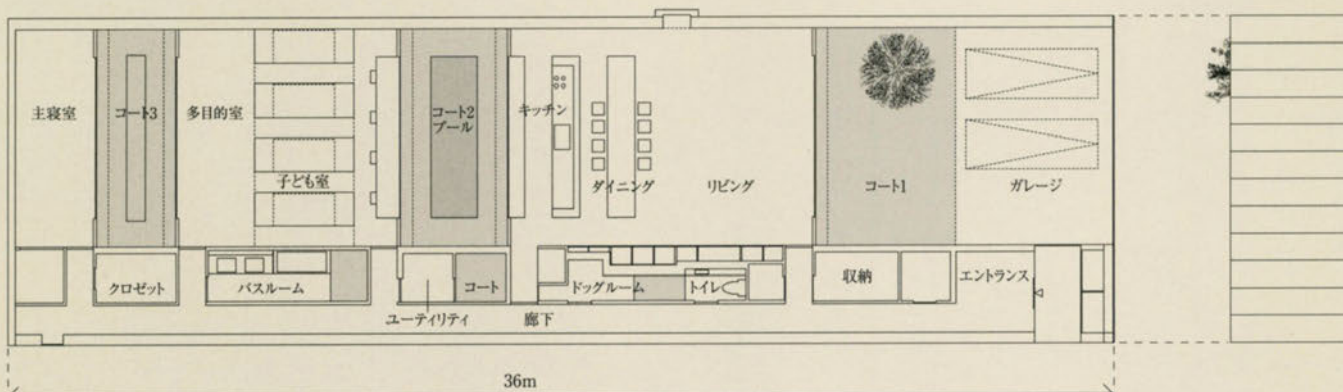 主寝室
コート3
多目的室
子ども室
コート2
プール
キッチン
ダイニング
リビング
コート1
ガレージ
クロゼット
バスルーム
ユーティリティ
コート
廊下
ドッグルーム
トイレ
収納
エントランス
36m